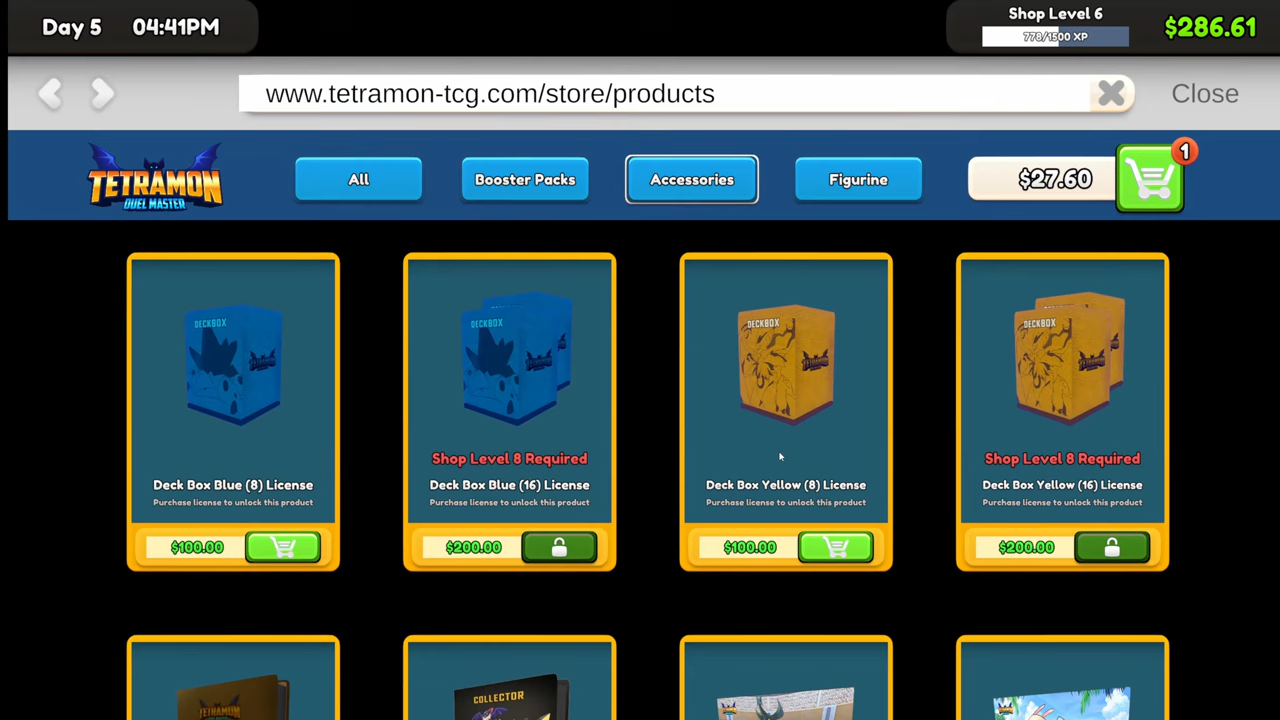 Day 5 04:41PM
Shop Level 6
778/1500 XP
$286.61
www.tetramon-tcg.com/store/products
Close
TETRAMON
DUEL MASTER
All
Booster Packs
Accessories
Figurine
$27.60
1
DECKBOX
TETRAMON
DECKBOX
TETRAMON
DECKBOX
TETRAMON
DECKBOX
TETRAMON
Shop Level 8 Required
Shop Level 8 Required
Deck Box Blue (8) License
Deck Box Blue (16) License
Deck Box Yellow (8) License
Deck Box Yellow (16) License
Purchase license to unlock this product
Purchase license to unlock this product
Purchase license to unlock this product
Purchase license to unlock this product
$100.00
$200.00
$100.00
$200.00
TETRAMON
COLLECTOR